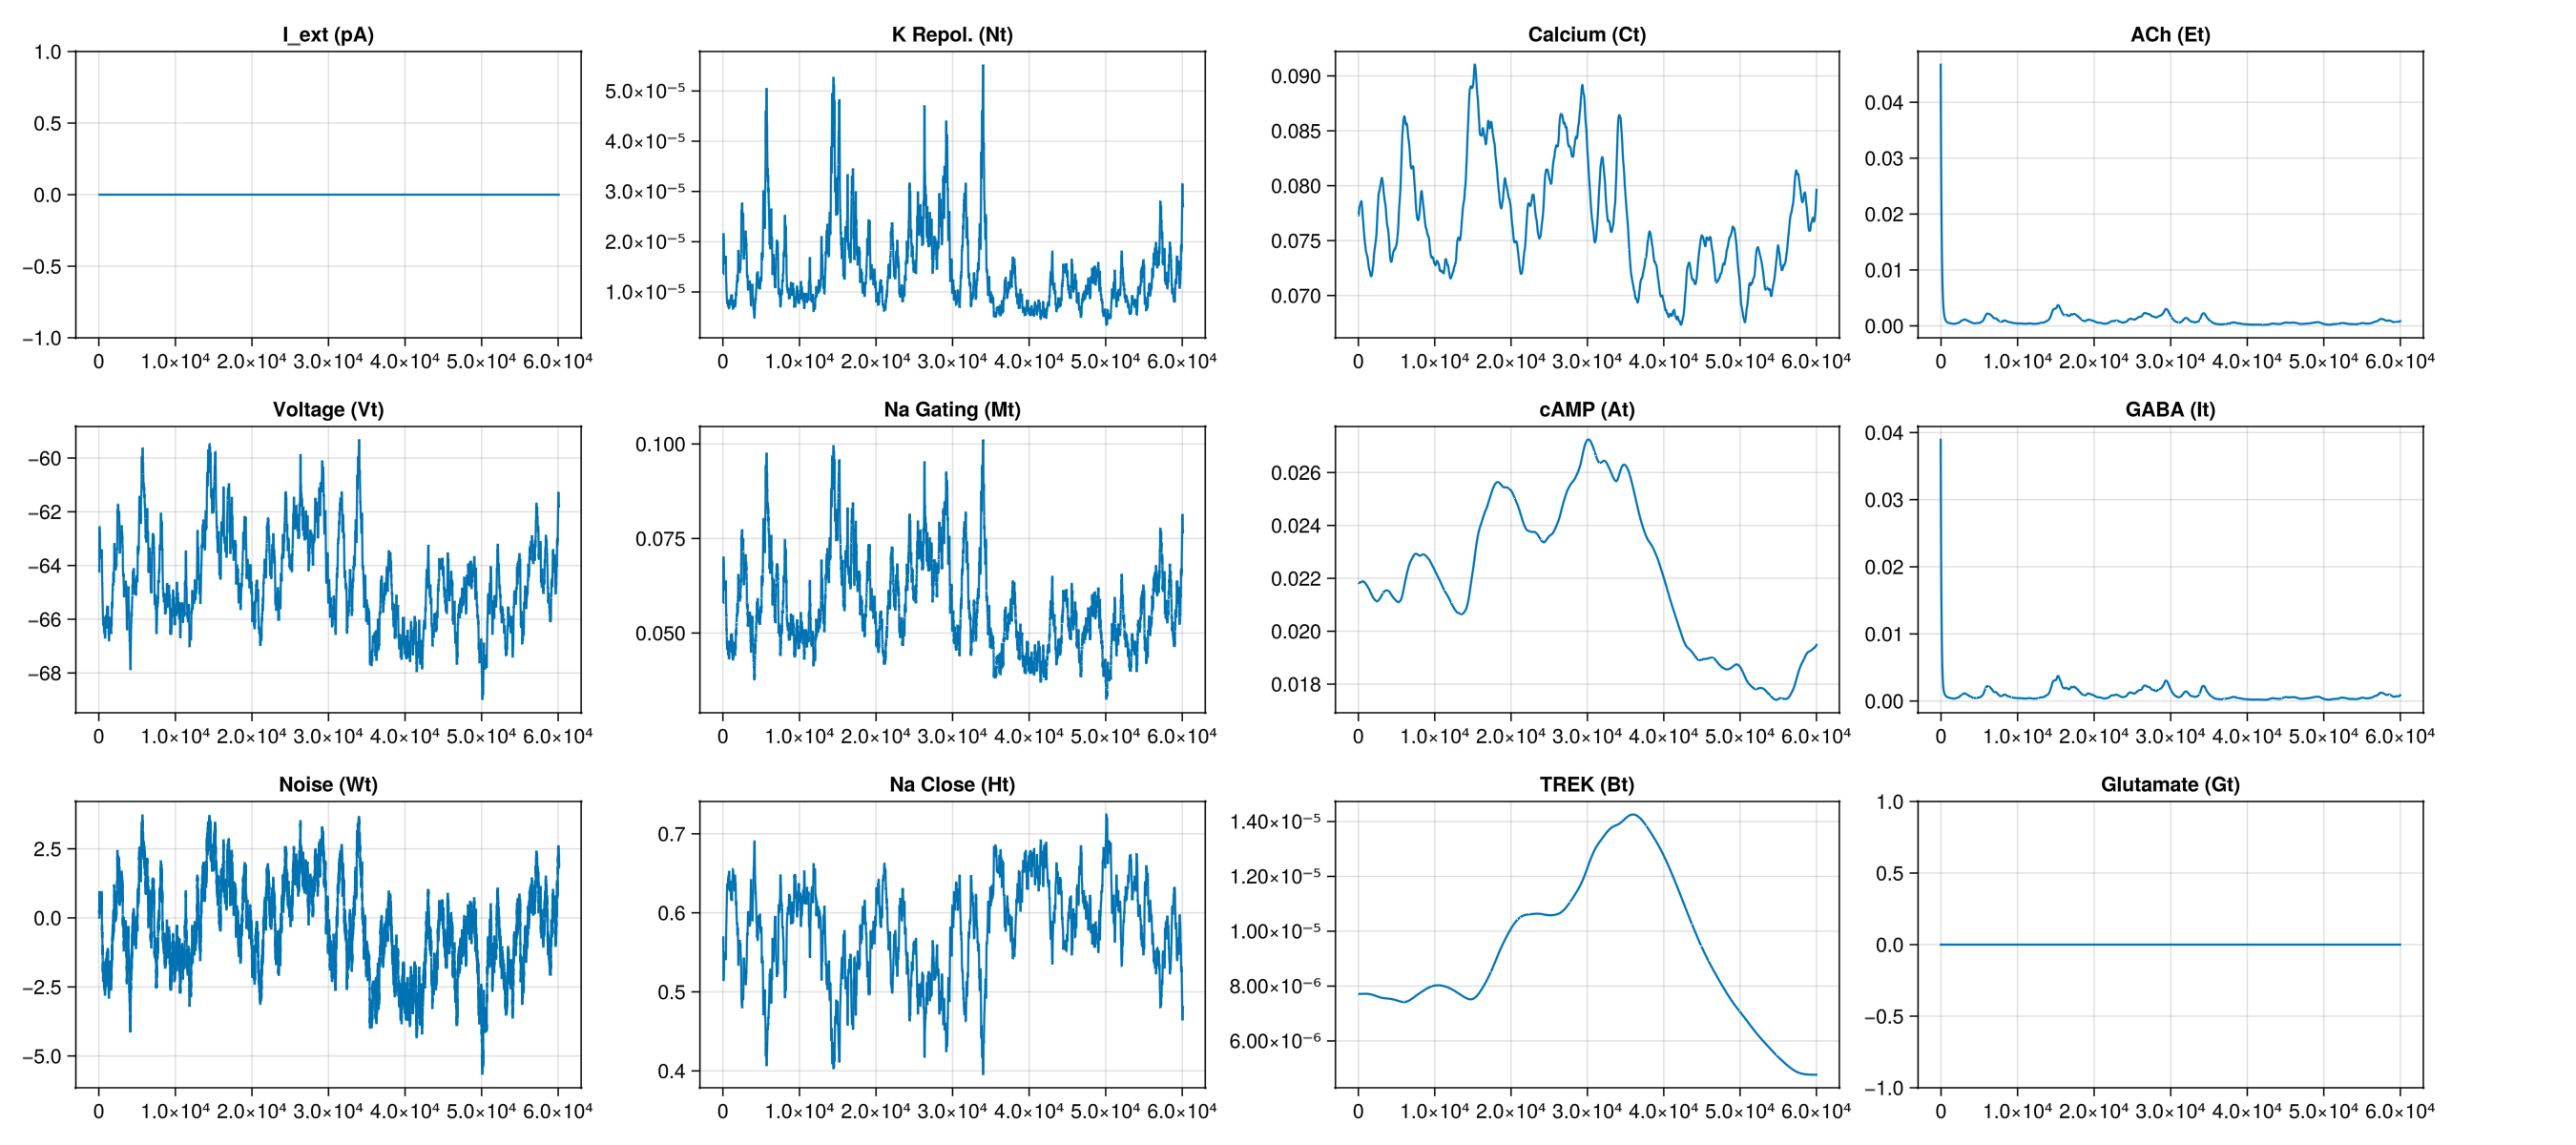 I_ext (pA)
1.0
0.5
0.0
−0.5
−1.0
0 1.0×10⁴ 2.0×10⁴ 3.0×10⁴ 4.0×10⁴ 5.0×10⁴ 6.0×10⁴
K Repol. (Nt)
5.0×10⁻⁵
4.0×10⁻⁵
3.0×10⁻⁵
2.0×10⁻⁵
1.0×10⁻⁵
0 1.0×10⁴ 2.0×10⁴ 3.0×10⁴ 4.0×10⁴ 5.0×10⁴ 6.0×10⁴
Calcium (Ct)
0.090
0.085
0.080
0.075
0.070
0 1.0×10⁴ 2.0×10⁴ 3.0×10⁴ 4.0×10⁴ 5.0×10⁴ 6.0×10⁴
ACh (Et)
0.04
0.03
0.02
0.01
0.00
0 1.0×10⁴ 2.0×10⁴ 3.0×10⁴ 4.0×10⁴ 5.0×10⁴ 6.0×10⁴
Voltage (Vt)
−60
−62
−64
−66
−68
0 1.0×10⁴ 2.0×10⁴ 3.0×10⁴ 4.0×10⁴ 5.0×10⁴ 6.0×10⁴
Na Gating (Mt)
0.100
0.075
0.050
0 1.0×10⁴ 2.0×10⁴ 3.0×10⁴ 4.0×10⁴ 5.0×10⁴ 6.0×10⁴
cAMP (At)
0.026
0.024
0.022
0.020
0.018
0 1.0×10⁴ 2.0×10⁴ 3.0×10⁴ 4.0×10⁴ 5.0×10⁴ 6.0×10⁴
GABA (It)
0.04
0.03
0.02
0.01
0.00
0 1.0×10⁴ 2.0×10⁴ 3.0×10⁴ 4.0×10⁴ 5.0×10⁴ 6.0×10⁴
Noise (Wt)
2.5
0.0
−2.5
−5.0
0 1.0×10⁴ 2.0×10⁴ 3.0×10⁴ 4.0×10⁴ 5.0×10⁴ 6.0×10⁴
Na Close (Ht)
0.7
0.6
0.5
0.4
0 1.0×10⁴ 2.0×10⁴ 3.0×10⁴ 4.0×10⁴ 5.0×10⁴ 6.0×10⁴
TREK (Bt)
1.40×10⁻⁵
1.20×10⁻⁵
1.00×10⁻⁵
8.00×10⁻⁶
6.00×10⁻⁶
0 1.0×10⁴ 2.0×10⁴ 3.0×10⁴ 4.0×10⁴ 5.0×10⁴ 6.0×10⁴
Glutamate (Gt)
1.0
0.5
0.0
−0.5
−1.0
0 1.0×10⁴ 2.0×10⁴ 3.0×10⁴ 4.0×10⁴ 5.0×10⁴ 6.0×10⁴